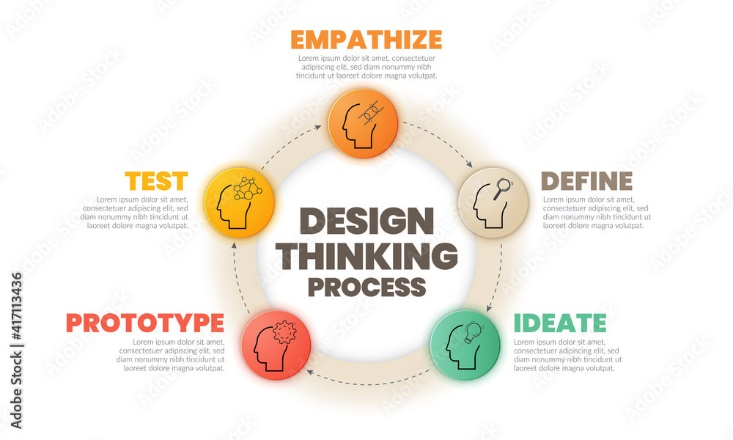 EMPATHIZE
Lorem ipsum dolor sit amet, consectetuer
adipiscing elit, sed diam nonummy nibh
tincidunt ut laoreet dolore magna volutpat.
TEST
Lorem ipsum dolor sit amet,
consectetuer adipiscing elit, sed
diam nonummy nibh tincidunt ut
laoreet dolore magna volutpat.
DEFINE
Lorem ipsum dolor sit amet,
consectetuer adipiscing elit, sed
diam nonummy nibh tincidunt ut
laoreet dolore magna volutpat.
DESIGN
THINKING
PROCESS
PROTOTYPE
Lorem ipsum dolor sit amet,
consectetuer adipiscing elit, sed
diam nonummy nibh tincidunt ut
laoreet dolore magna volutpat.
IDEATE
Lorem ipsum dolor sit amet,
consectetuer adipiscing elit, sed
diam nonummy nibh tincidunt ut
laoreet dolore magna volutpat.
Adobe Stock | #417113436
Adobe Stock